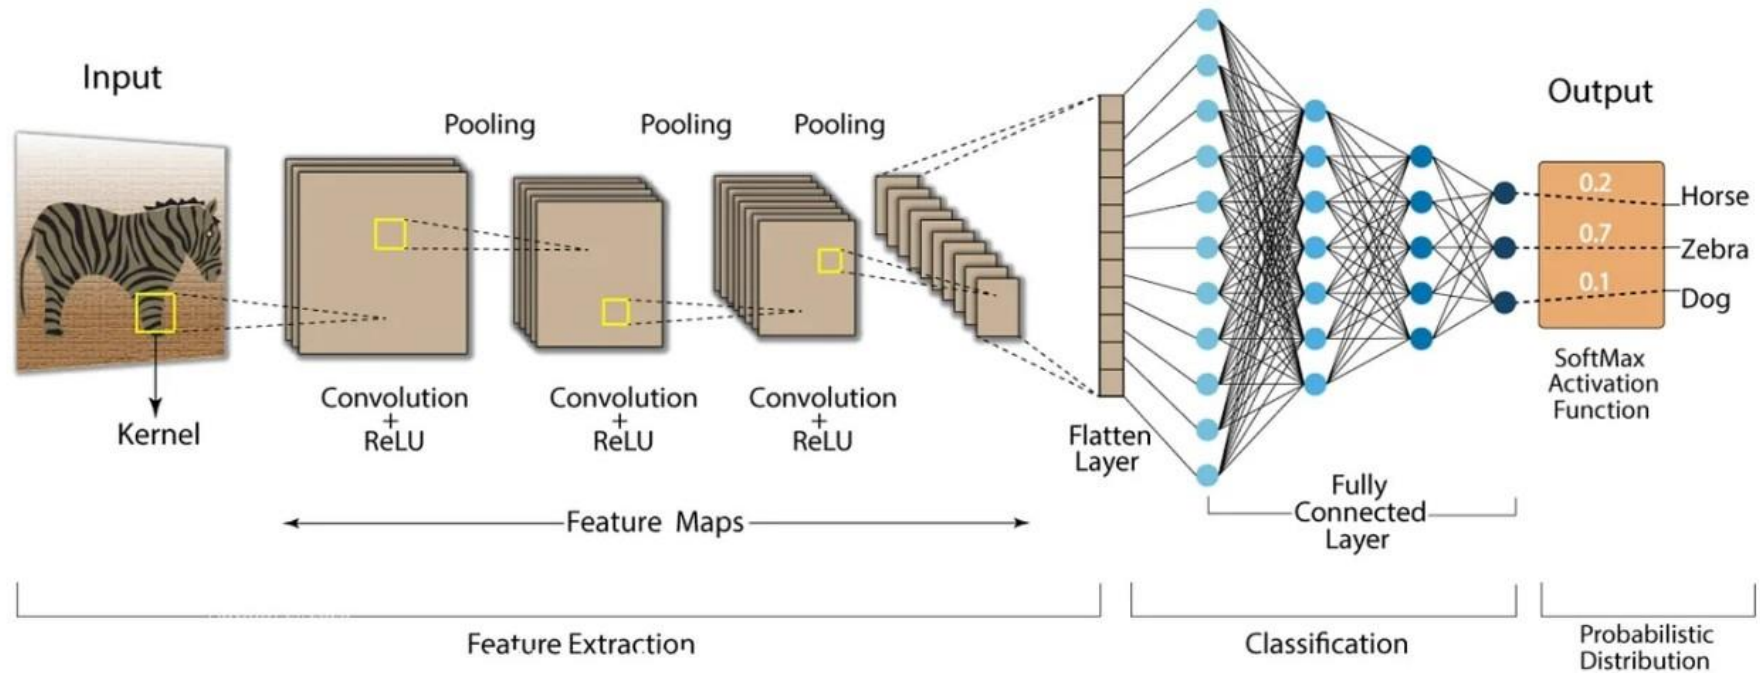 Input
Kernel
Pooling
Pooling
Pooling
Convolution
+
ReLU
Convolution
+
ReLU
Convolution
+
ReLU
Feature Maps
Flatten
Layer
Fully
Connected
Layer
Output
0.2
Horse
0.7
Zebra
0.1
Dog
SoftMax
Activation
Function
Feature Extraction
Classification
Probabilistic
Distribution